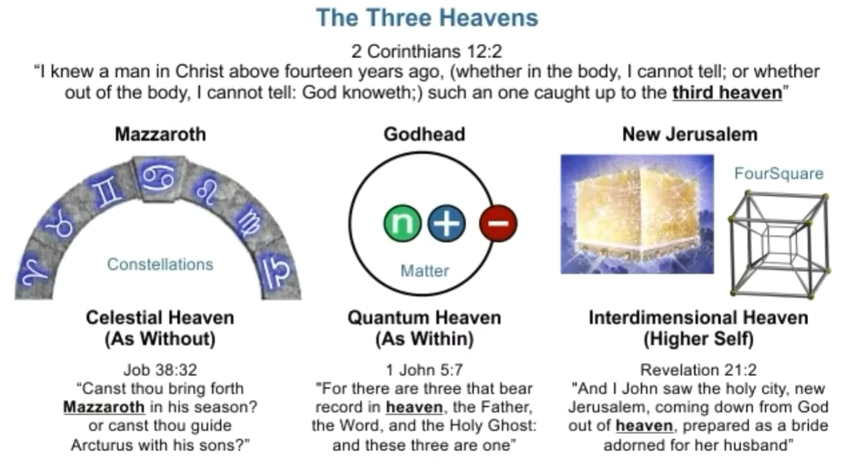 The Three Heavens
2 Corinthians 12:2
“I knew a man in Christ above fourteen years ago, (whether in the body, I cannot tell; or whether
out of the body, I cannot tell: God knoweth;) such an one caught up to the third heaven”
Mazzaroth
♈ ♉ ♊ ♋ ♌ ♍ ♎
Constellations
Celestial Heaven
(As Without)
Job 38:32
“Canst thou bring forth
Mazzaroth in his season?
or canst thou guide
Arcturus with his sons?”
Godhead
n + −
Matter
Quantum Heaven
(As Within)
1 John 5:7
"For there are three that bear
record in heaven, the Father,
the Word, and the Holy Ghost:
and these three are one”
New Jerusalem
FourSquare
Interdimensional Heaven
(Higher Self)
Revelation 21:2
"And I John saw the holy city, new
Jerusalem, coming down from God
out of heaven, prepared as a bride
adorned for her husband”